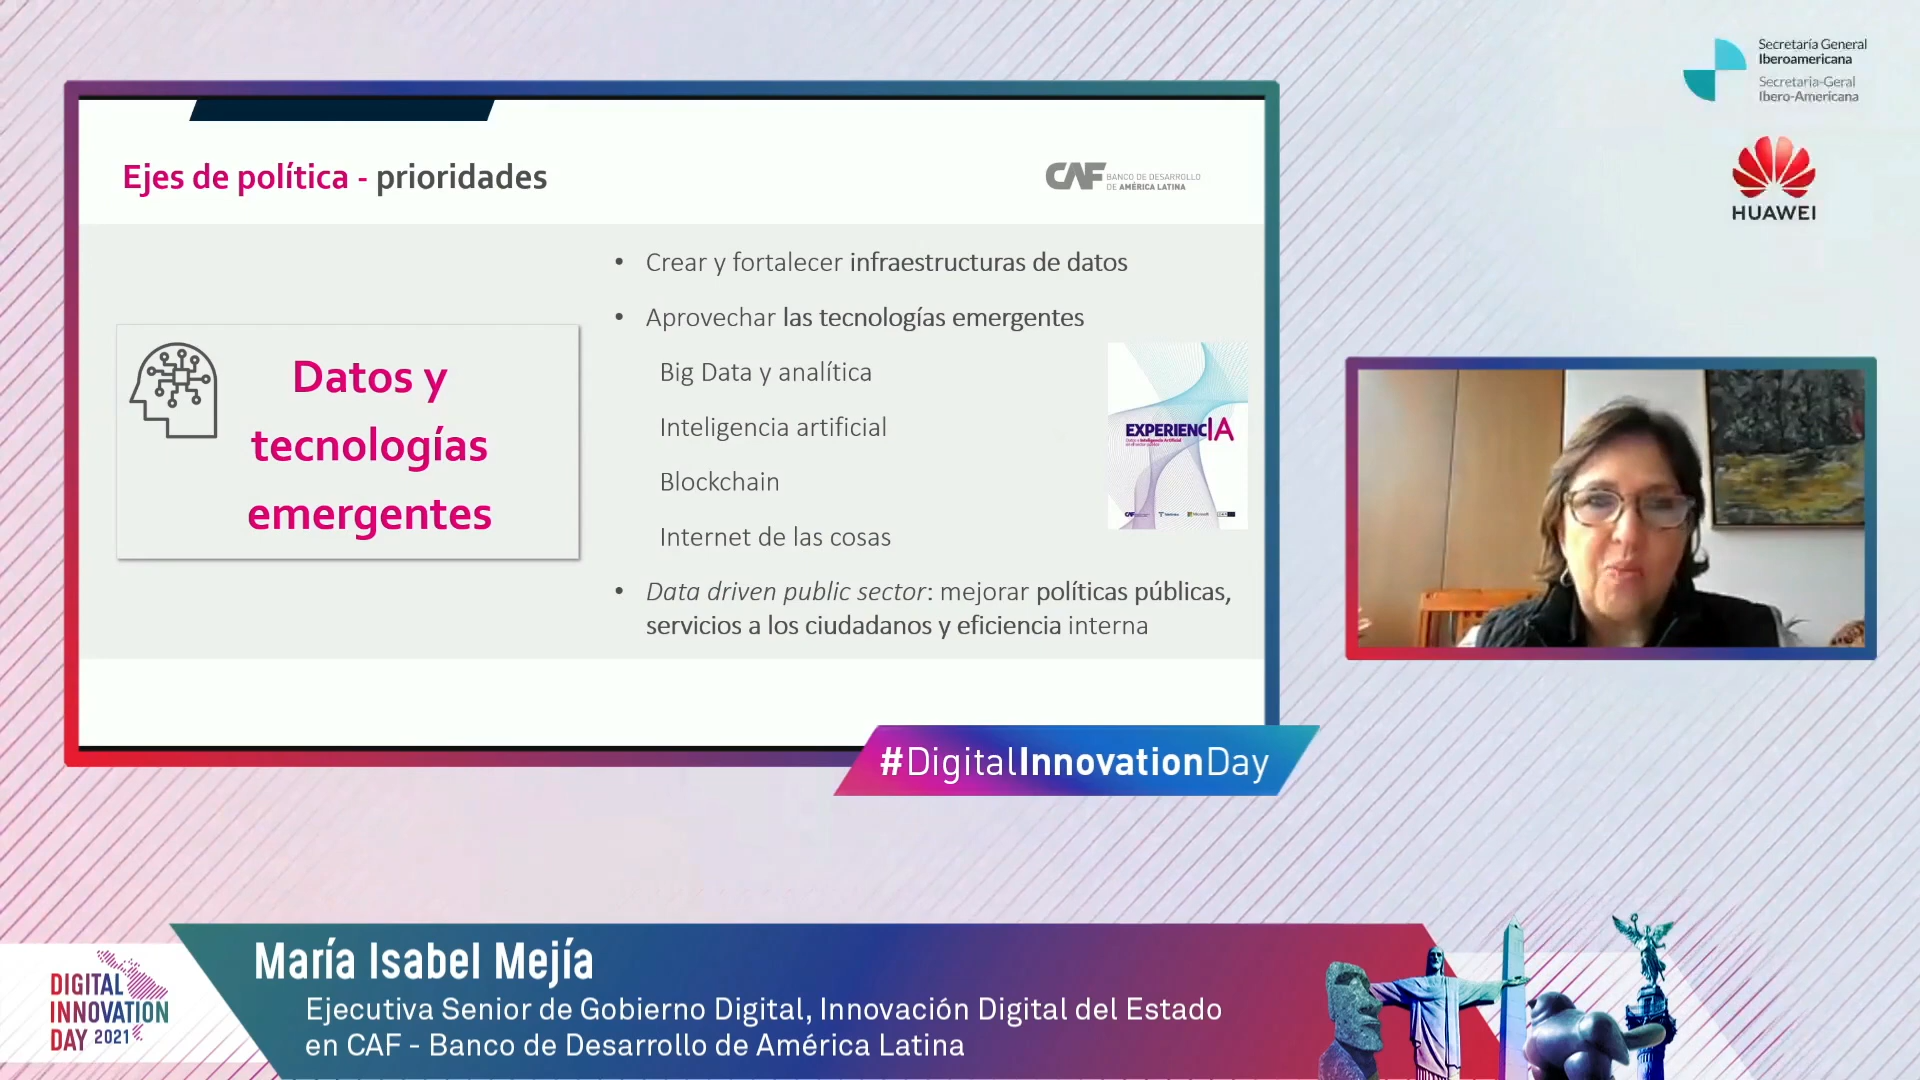 Secretaría General
Iberoamericana
Secretaria-Geral
Ibero-Americana
HUAWEI
Ejes de política - prioridades
CAF BANCO DE DESARROLLO
DE AMÉRICA LATINA
Datos y
tecnologías
emergentes
• Crear y fortalecer infraestructuras de datos
• Aprovechar las tecnologías emergentes
Big Data y analítica
Inteligencia artificial
Blockchain
Internet de las cosas
• Data driven public sector: mejorar políticas públicas,
servicios a los ciudadanos y eficiencia interna
EXPERIENCIA
#DigitalInnovationDay
María Isabel Mejía
Ejecutiva Senior de Gobierno Digital, Innovación Digital del Estado
en CAF - Banco de Desarrollo de América Latina
DIGITAL
INNOVATION
DAY 2021